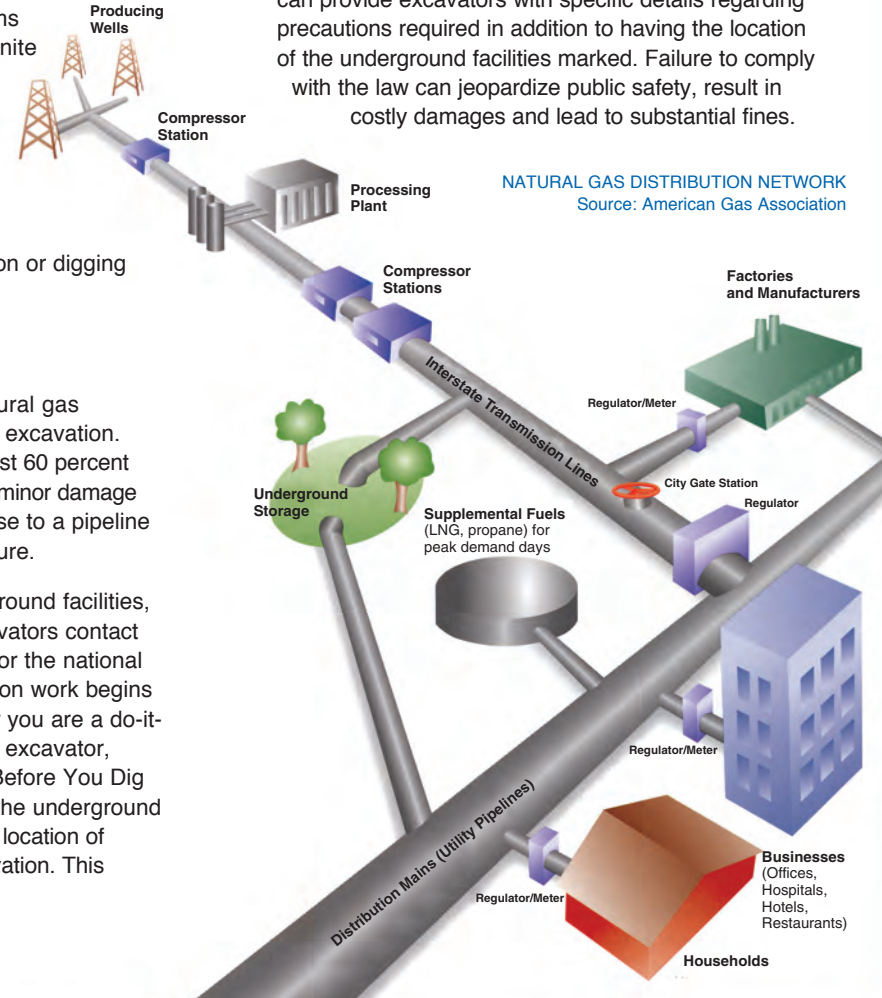 can provide excavators with specific details regarding
precautions required in addition to having the location
of the underground facilities marked. Failure to comply
with the law can jeopardize public safety, result in
costly damages and lead to substantial fines.
on or digging
ural gas
excavation.
st 60 percent
minor damage
se to a pipeline
ure.
round facilities,
vators contact
or the national
on work begins
you are a do-it-
excavator,
Before You Dig
he underground
location of
vation. This
NATURAL GAS DISTRIBUTION NETWORK
Source: American Gas Association
Producing
Wells
Compressor
Station
Processing
Plant
Compressor
Stations
Factories
and Manufacturers
Interstate Transmission Lines
Regulator/Meter
City Gate Station
Regulator
Underground
Storage
Supplemental Fuels
(LNG, propane) for
peak demand days
Regulator/Meter
Distribution Mains (Utility Pipelines)
Regulator/Meter
Businesses
(Offices,
Hospitals,
Hotels,
Restaurants)
Households